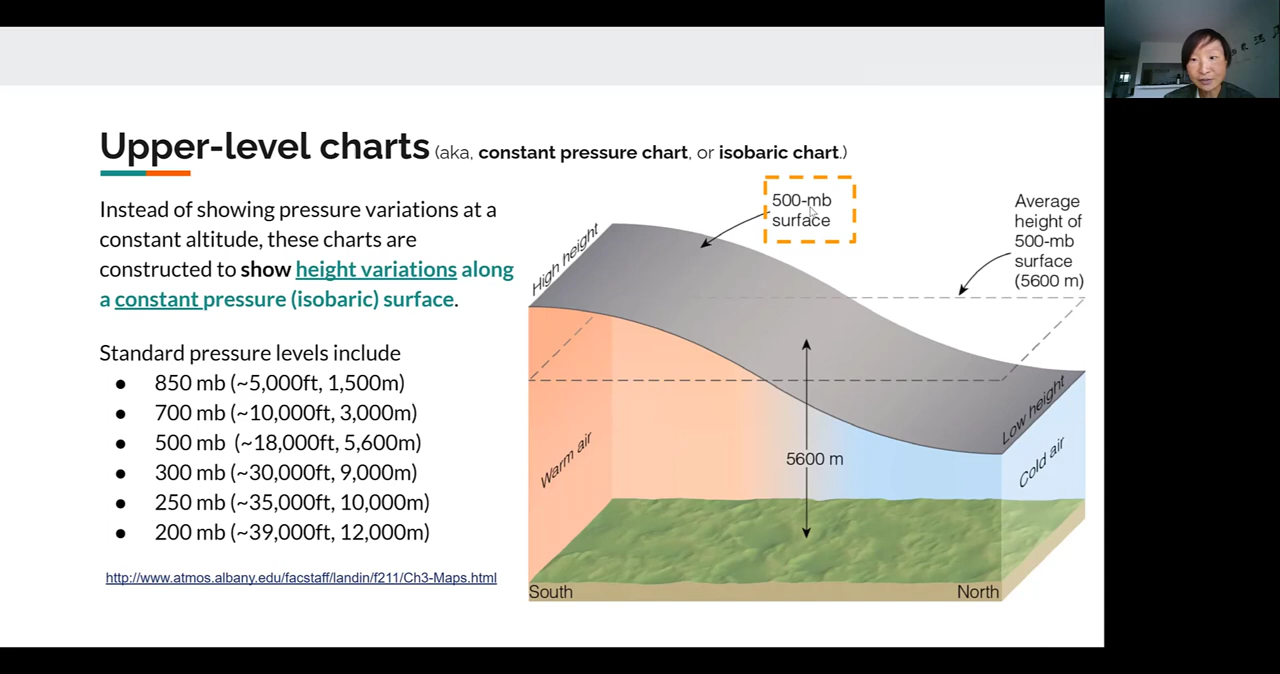 Upper-level charts (aka, constant pressure chart, or isobaric chart.)
Instead of showing pressure variations at a
constant altitude, these charts are
constructed to show height variations along
a constant pressure (isobaric) surface.
Standard pressure levels include
● 850 mb (~5,000ft, 1,500m)
● 700 mb (~10,000ft, 3,000m)
● 500 mb (~18,000ft, 5,600m)
● 300 mb (~30,000ft, 9,000m)
● 250 mb (~35,000ft, 10,000m)
● 200 mb (~39,000ft, 12,000m)
http://www.atmos.albany.edu/facstaff/landin/f211/Ch3-Maps.html
500-mb
surface
Average
height of
500-mb
surface
(5600 m)
High height
Low height
Warm air
Cold air
5600 m
South
North